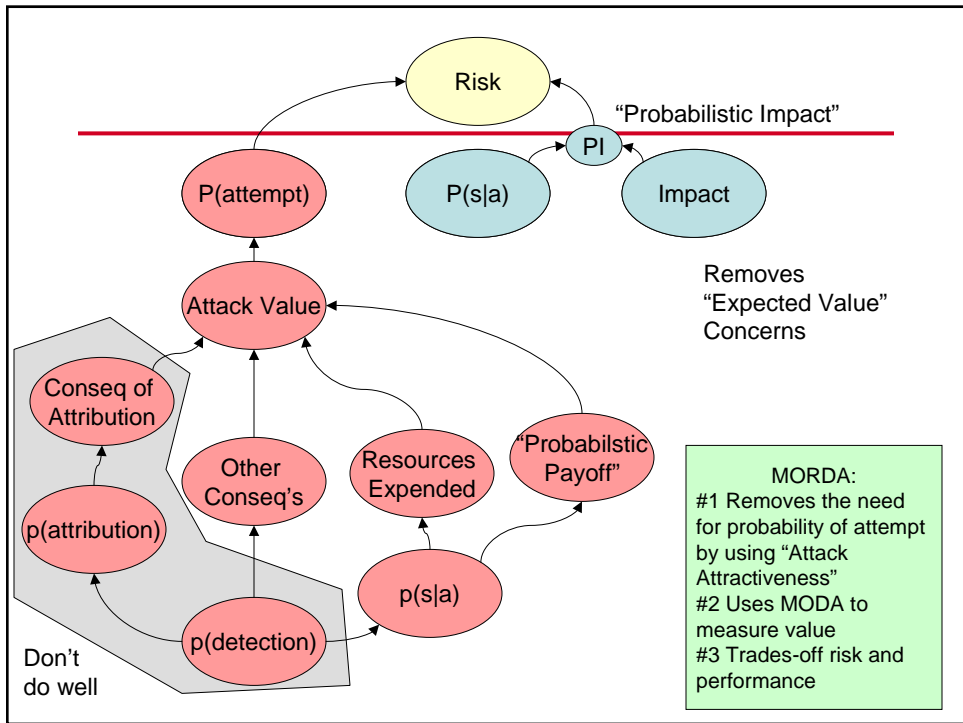 Risk
“Probabilistic Impact”
PI
P(attempt)
P(s|a)
Impact
Removes
“Expected Value”
Concerns
Attack Value
Conseq of
Attribution
Other
Conseq's
Resources
Expended
“Probabilstic
Payoff”
p(attribution)
p(s|a)
p(detection)
Don't
do well
MORDA:
#1 Removes the need
for probability of attempt
by using “Attack
Attractiveness”
#2 Uses MODA to
measure value
#3 Trades-off risk and
performance